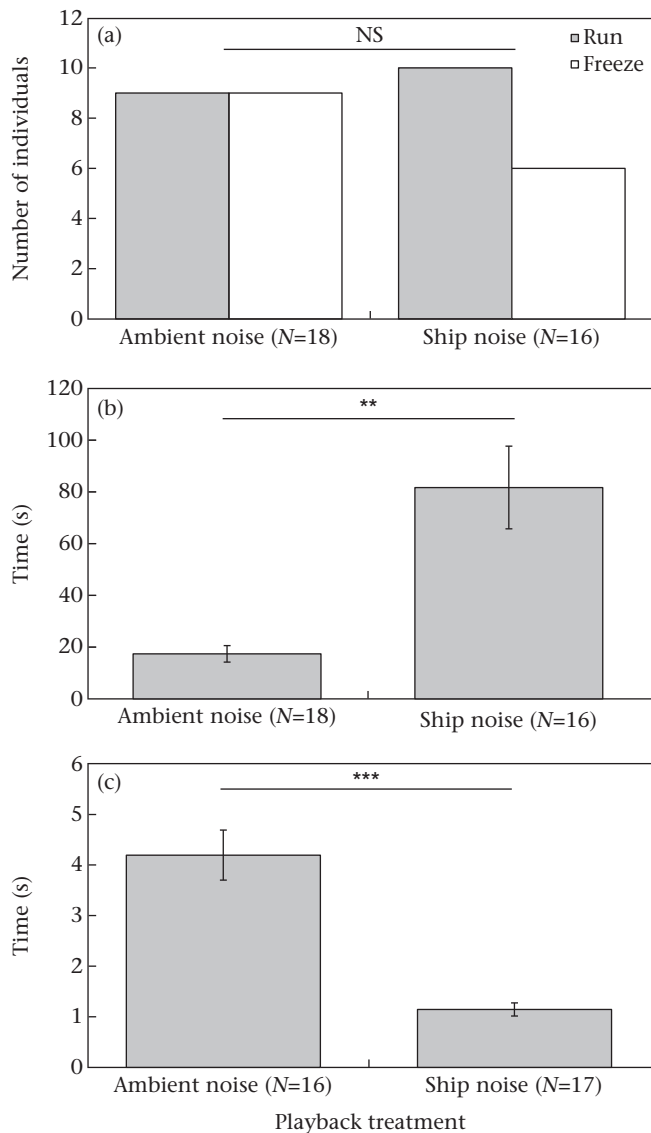 (a)
NS
Run
Freeze
Number of individuals
12
10
8
6
4
2
0
Ambient noise (N=18)
Ship noise (N=16)
(b)
**
Time (s)
120
100
80
60
40
20
0
Ambient noise (N=18)
Ship noise (N=16)
(c)
***
Time (s)
6
5
4
3
2
1
0
Ambient noise (N=16)
Ship noise (N=17)
Playback treatment